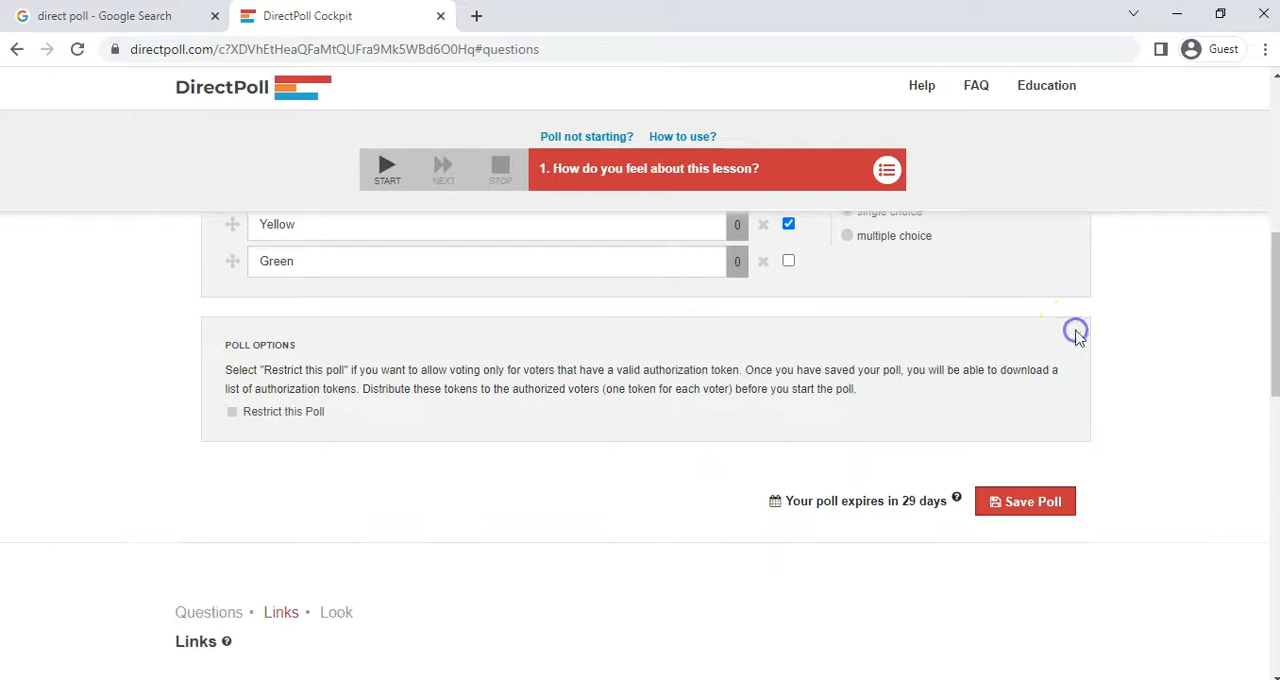 direct poll - Google Search
DirectPoll Cockpit
directpoll.com/c?XDVhEtHeaQFaMtQUFra9Mk5WBd6O0Hq#questions
Guest
DirectPoll
Help
FAQ
Education
Poll not starting?
How to use?
START
NEXT
STOP
1. How do you feel about this lesson?
single choice
Yellow
0
multiple choice
Green
0
POLL OPTIONS
Select "Restrict this poll" if you want to allow voting only for voters that have a valid authorization token. Once you have saved your poll, you will be able to download a
list of authorization tokens. Distribute these tokens to the authorized voters (one token for each voter) before you start the poll.
Restrict this Poll
Your poll expires in 29 days
Save Poll
Questions • Links • Look
Links